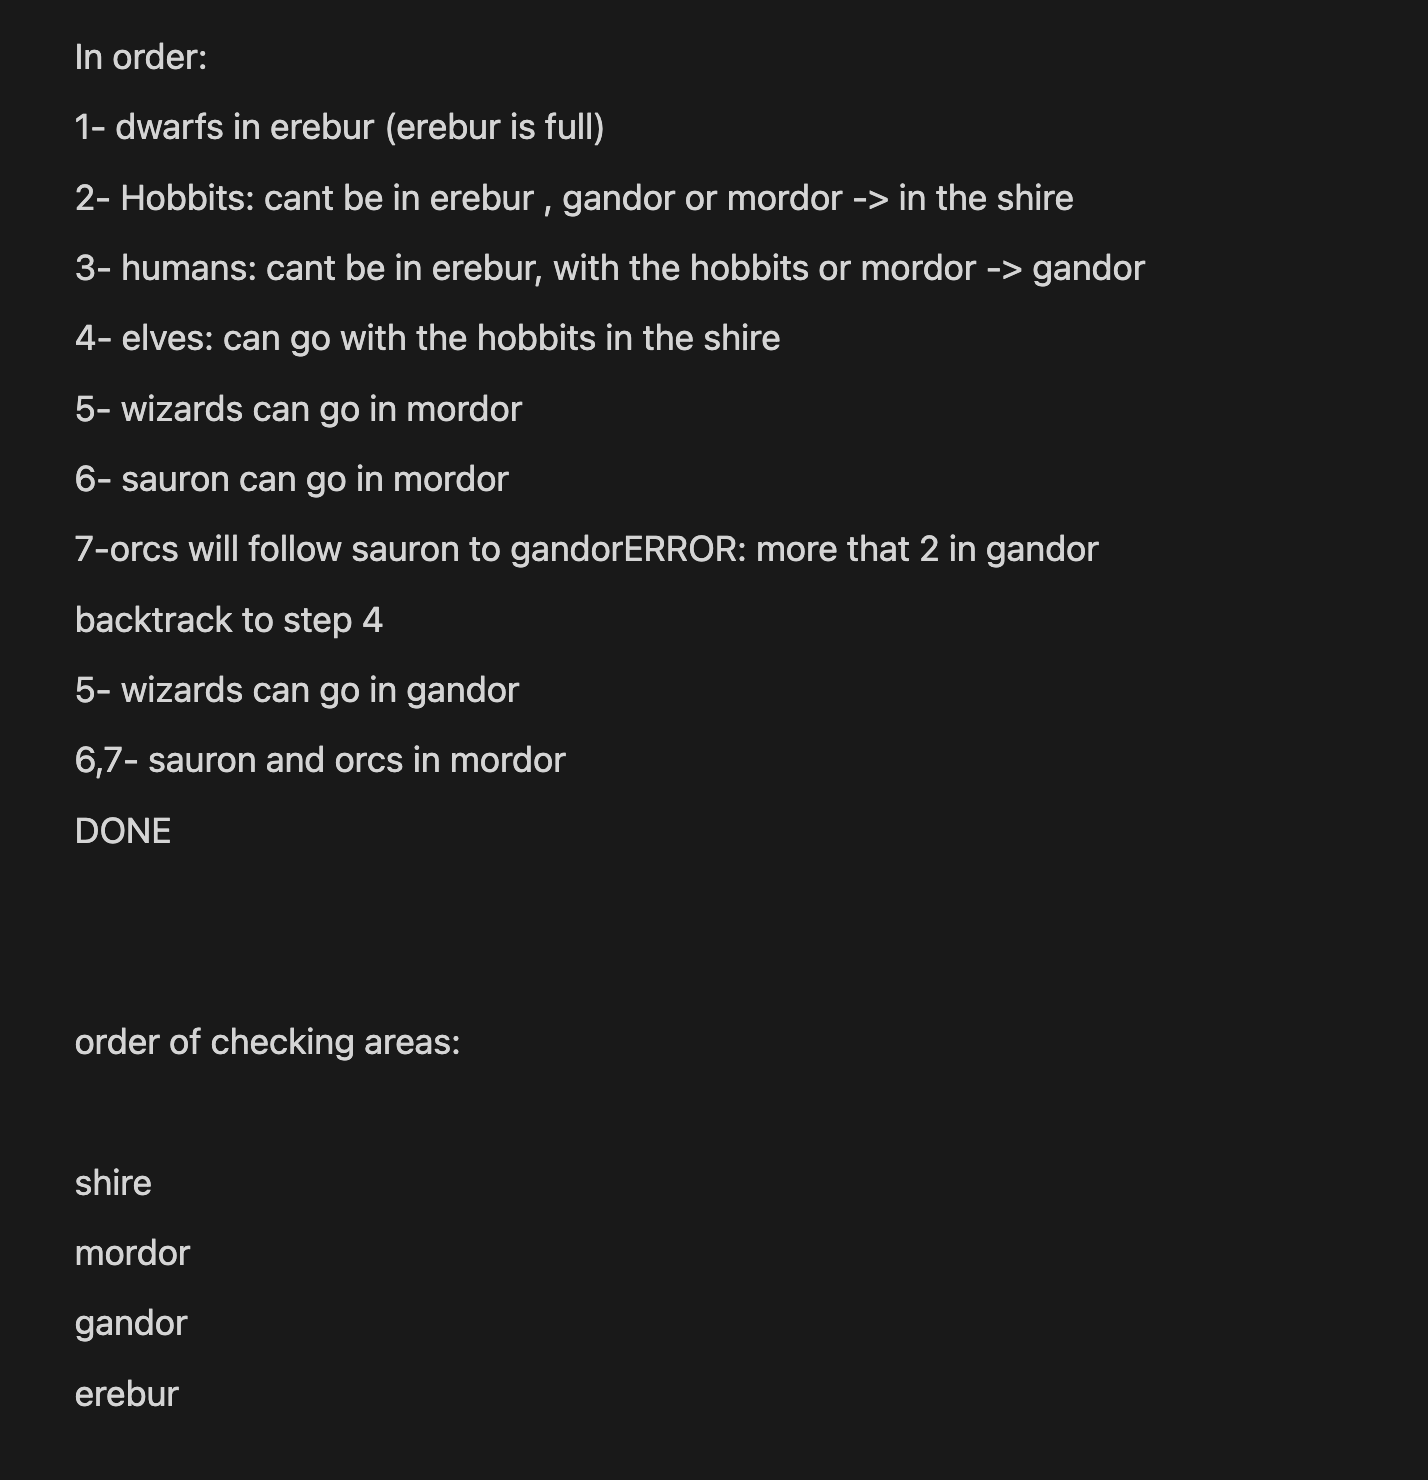 In order:
1- dwarfs in erebur (erebur is full)
2- Hobbits: cant be in erebur , gandor or mordor -> in the shire
3- humans: cant be in erebur, with the hobbits or mordor -> gandor
4- elves: can go with the hobbits in the shire
5- wizards can go in mordor
6- sauron can go in mordor
7-orcs will follow sauron to gandorERROR: more that 2 in gandor
backtrack to step 4
5- wizards can go in gandor
6,7- sauron and orcs in mordor
DONE
order of checking areas:
shire
mordor
gandor
erebur